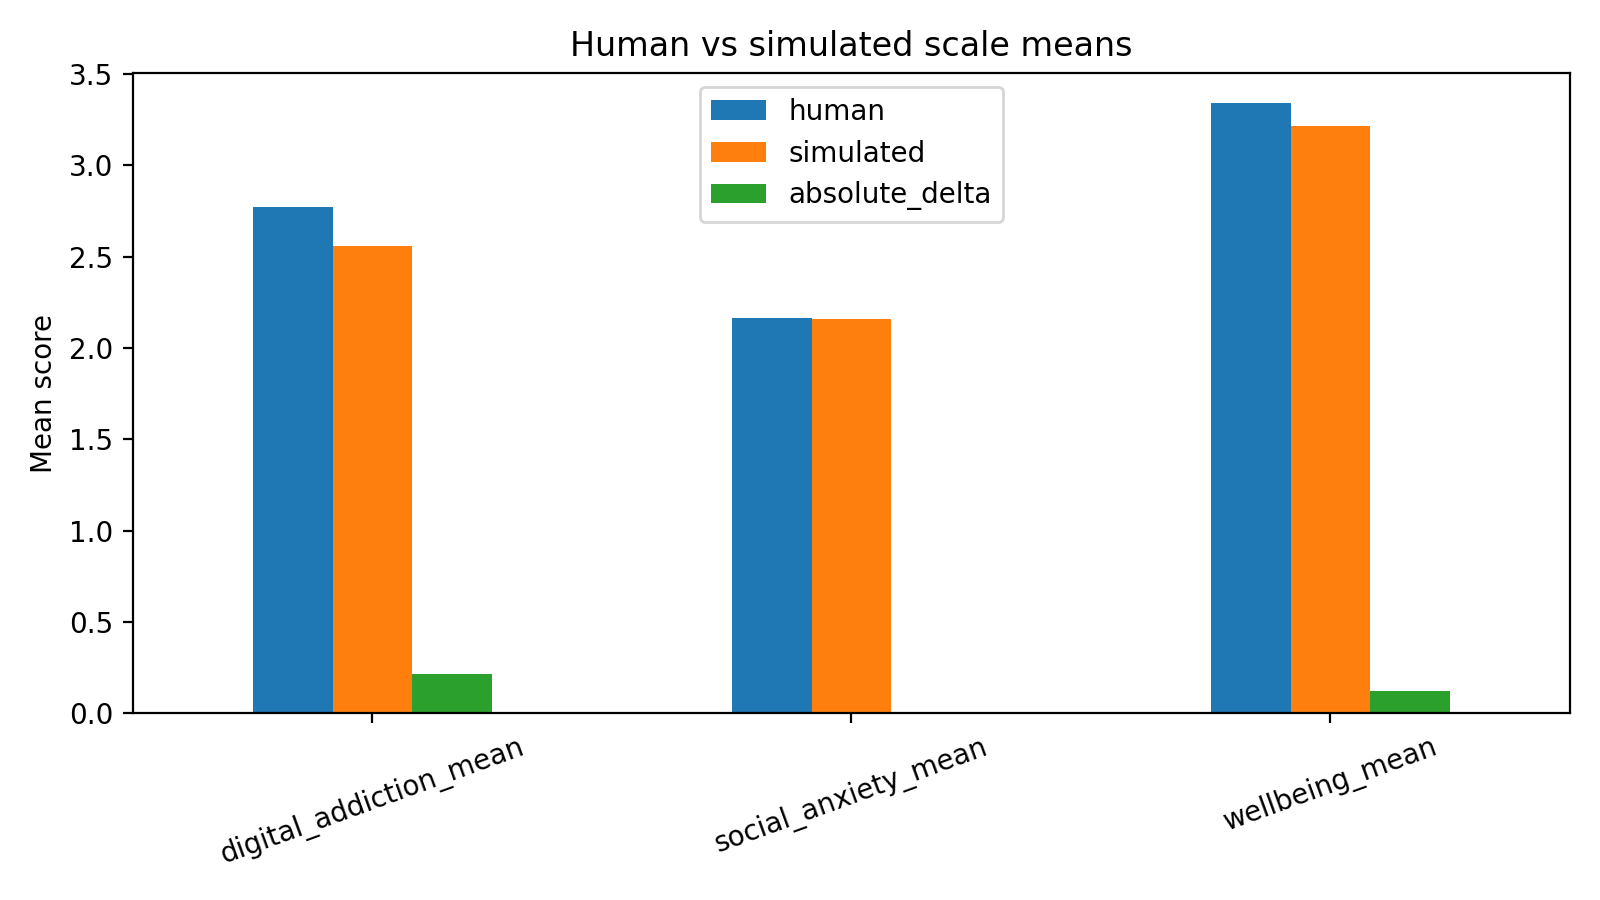 Human vs simulated scale means
human
simulated
absolute_delta
Mean score
3.5
3.0
2.5
2.0
1.5
1.0
0.5
0.0
digital_addiction_mean
social_anxiety_mean
wellbeing_mean